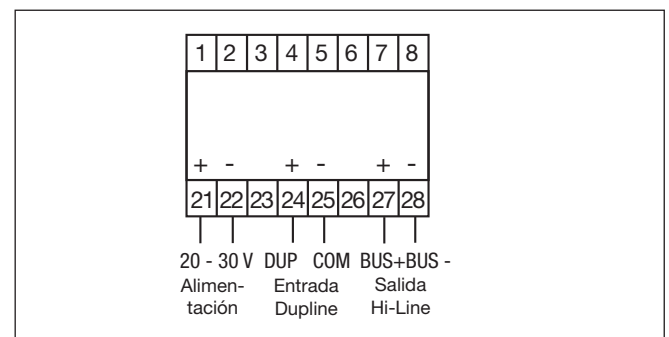 1 2 3 4 5 6 7 8
+ - + - + -
21 22 23 24 25 26 27 28
20 - 30 V DUP COM BUS+BUS -
Alimen- Entrada Salida
tación Dupline Hi-Line